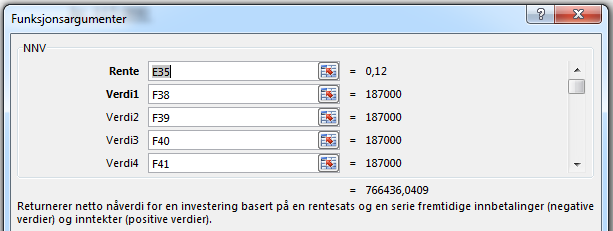 Funksjonsargumenter
NNV
Rente E35 = 0,12
Verdi1 F38 = 187000
Verdi2 F39 = 187000
Verdi3 F40 = 187000
Verdi4 F41 = 187000
= 766436,0409
Returnerer netto nåverdi for en investering basert på en rentesats og en serie fremtidige innbetalinger (negative
verdier) og inntekter (positive verdier).